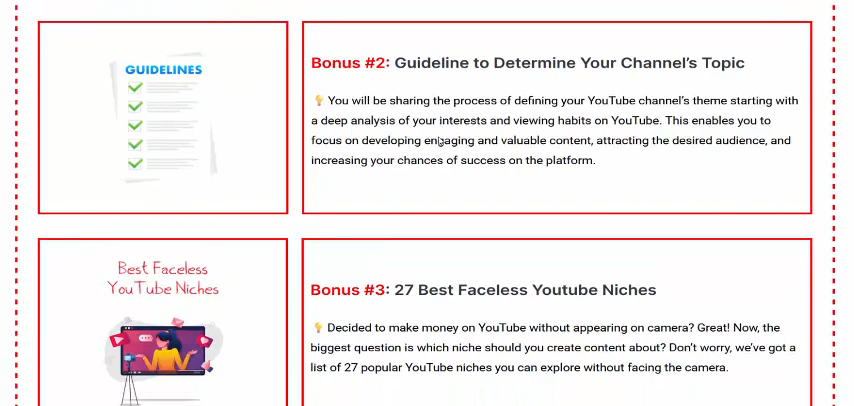 GUIDELINES
Bonus #2: Guideline to Determine Your Channel's Topic
💡 You will be sharing the process of defining your YouTube channel's theme starting with
a deep analysis of your interests and viewing habits on YouTube. This enables you to
focus on developing engaging and valuable content, attracting the desired audience, and
increasing your chances of success on the platform.
Best Faceless
YouTube Niches
Bonus #3: 27 Best Faceless Youtube Niches
💡 Decided to make money on YouTube without appearing on camera? Great! Now, the
biggest question is which niche should you create content about? Don't worry, we've got a
list of 27 popular YouTube niches you can explore without facing the camera.